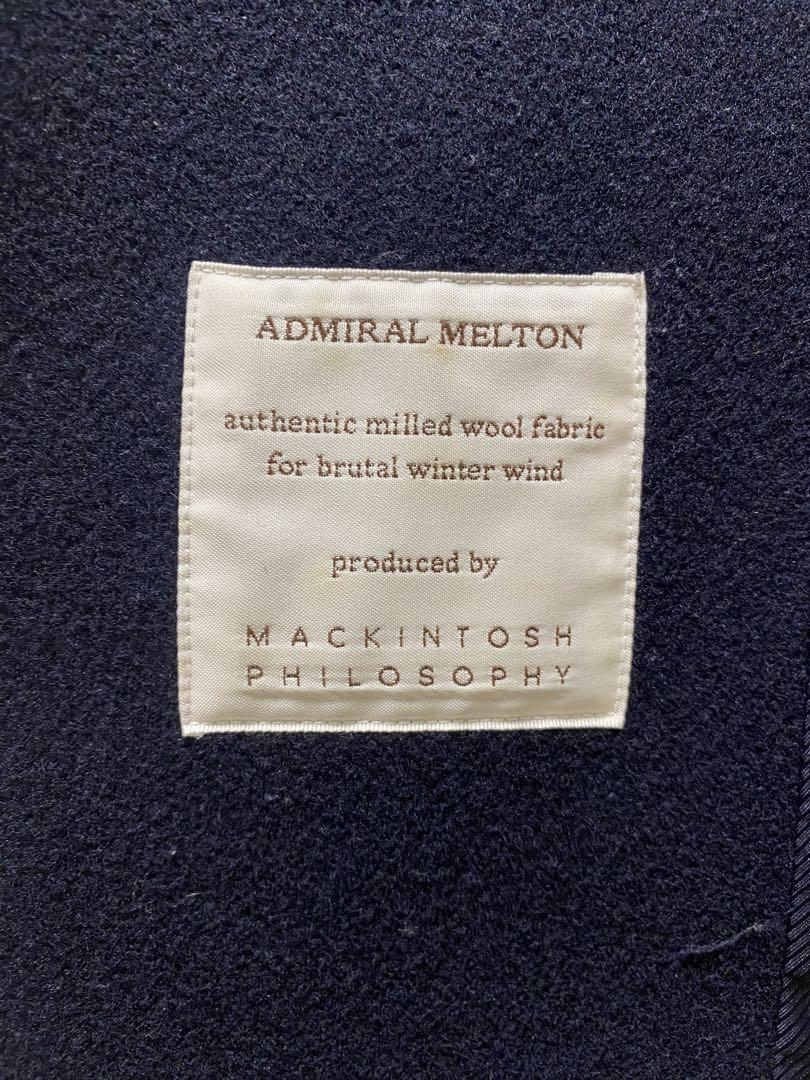 ADMIRAL MELTON
authentic milled wool fabric
for brutal winter wind
produced by
MACKINTOSH
PHILOSOPHY